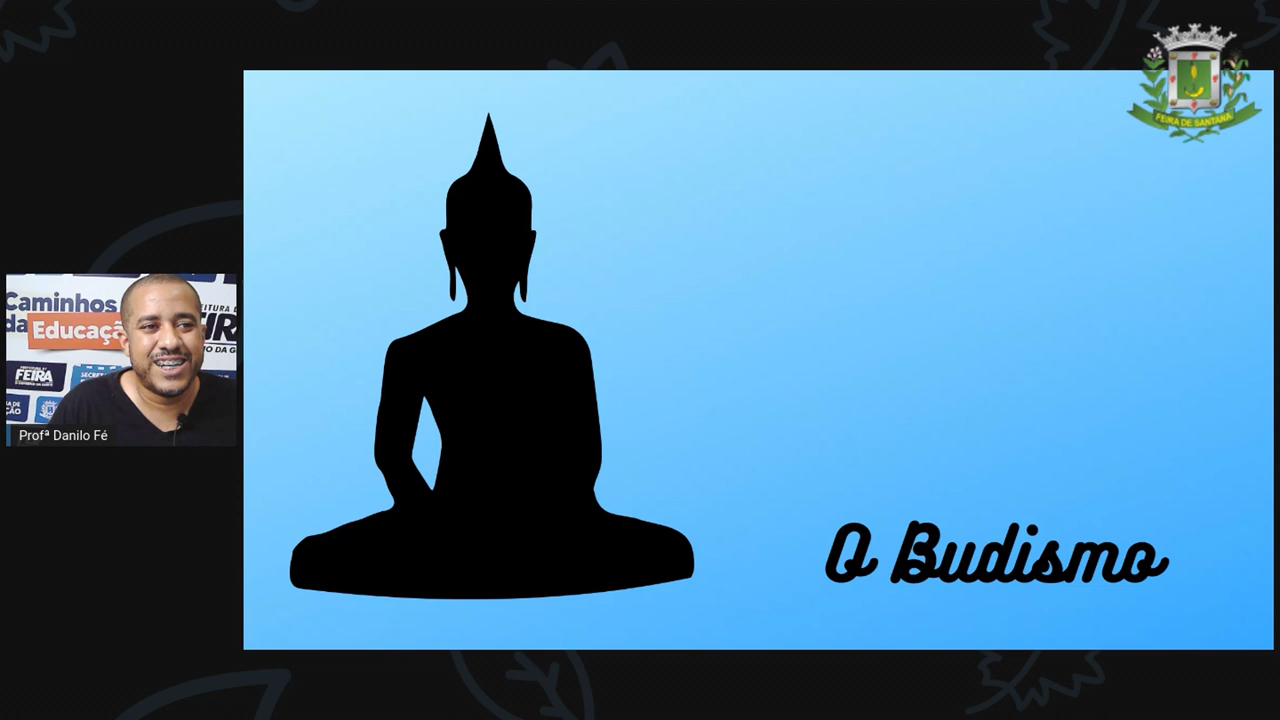 FEIRA DE SANTANA
Caminhos
da Educaçã
FEIRA
Profª Danilo Fé
O Budismo